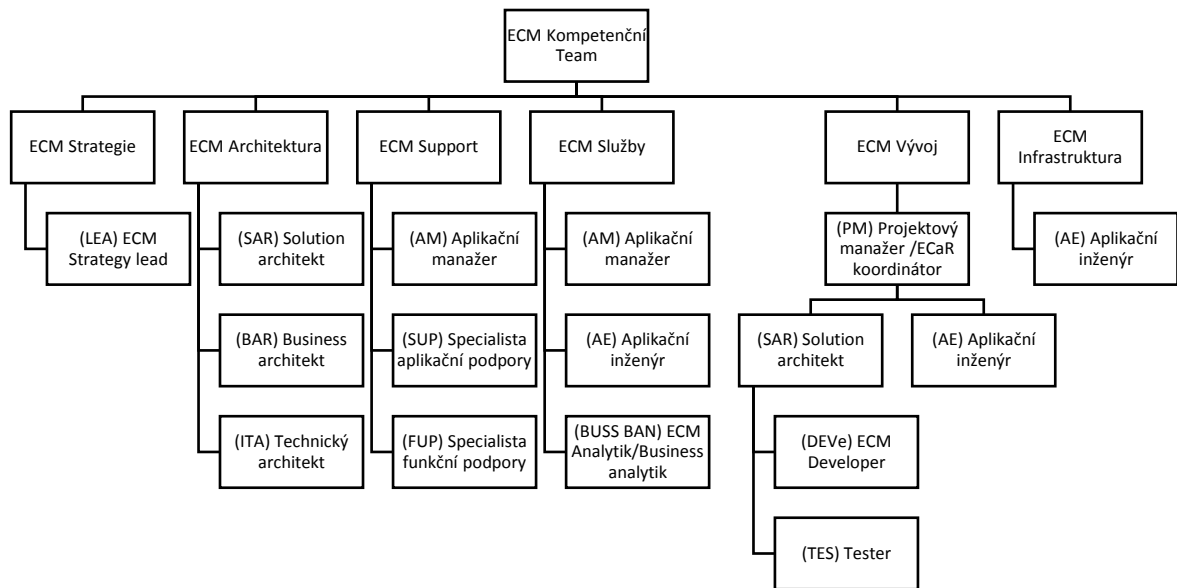 ECM Kompetenční
Team
ECM Strategie
ECM Architektura
ECM Support
ECM Služby
ECM Vývoj
ECM
Infrastruktura
(LEA) ECM
Strategy lead
(SAR) Solution
architekt
(BAR) Business
architekt
(ITA) Technický
architekt
(AM) Aplikační
manažer
(SUP) Specialista
aplikační podpory
(FUP) Specialista
funkční podpory
(AM) Aplikační
manažer
(AE) Aplikační
inženýr
(BUSS BAN) ECM
Analytik/Business
analytik
(PM) Projektový
manažer /ECaR
koordinátor
(SAR) Solution
architekt
(DEVe) ECM
Developer
(TES) Tester
(AE) Aplikační
inženýr
(AE) Aplikační
inženýr